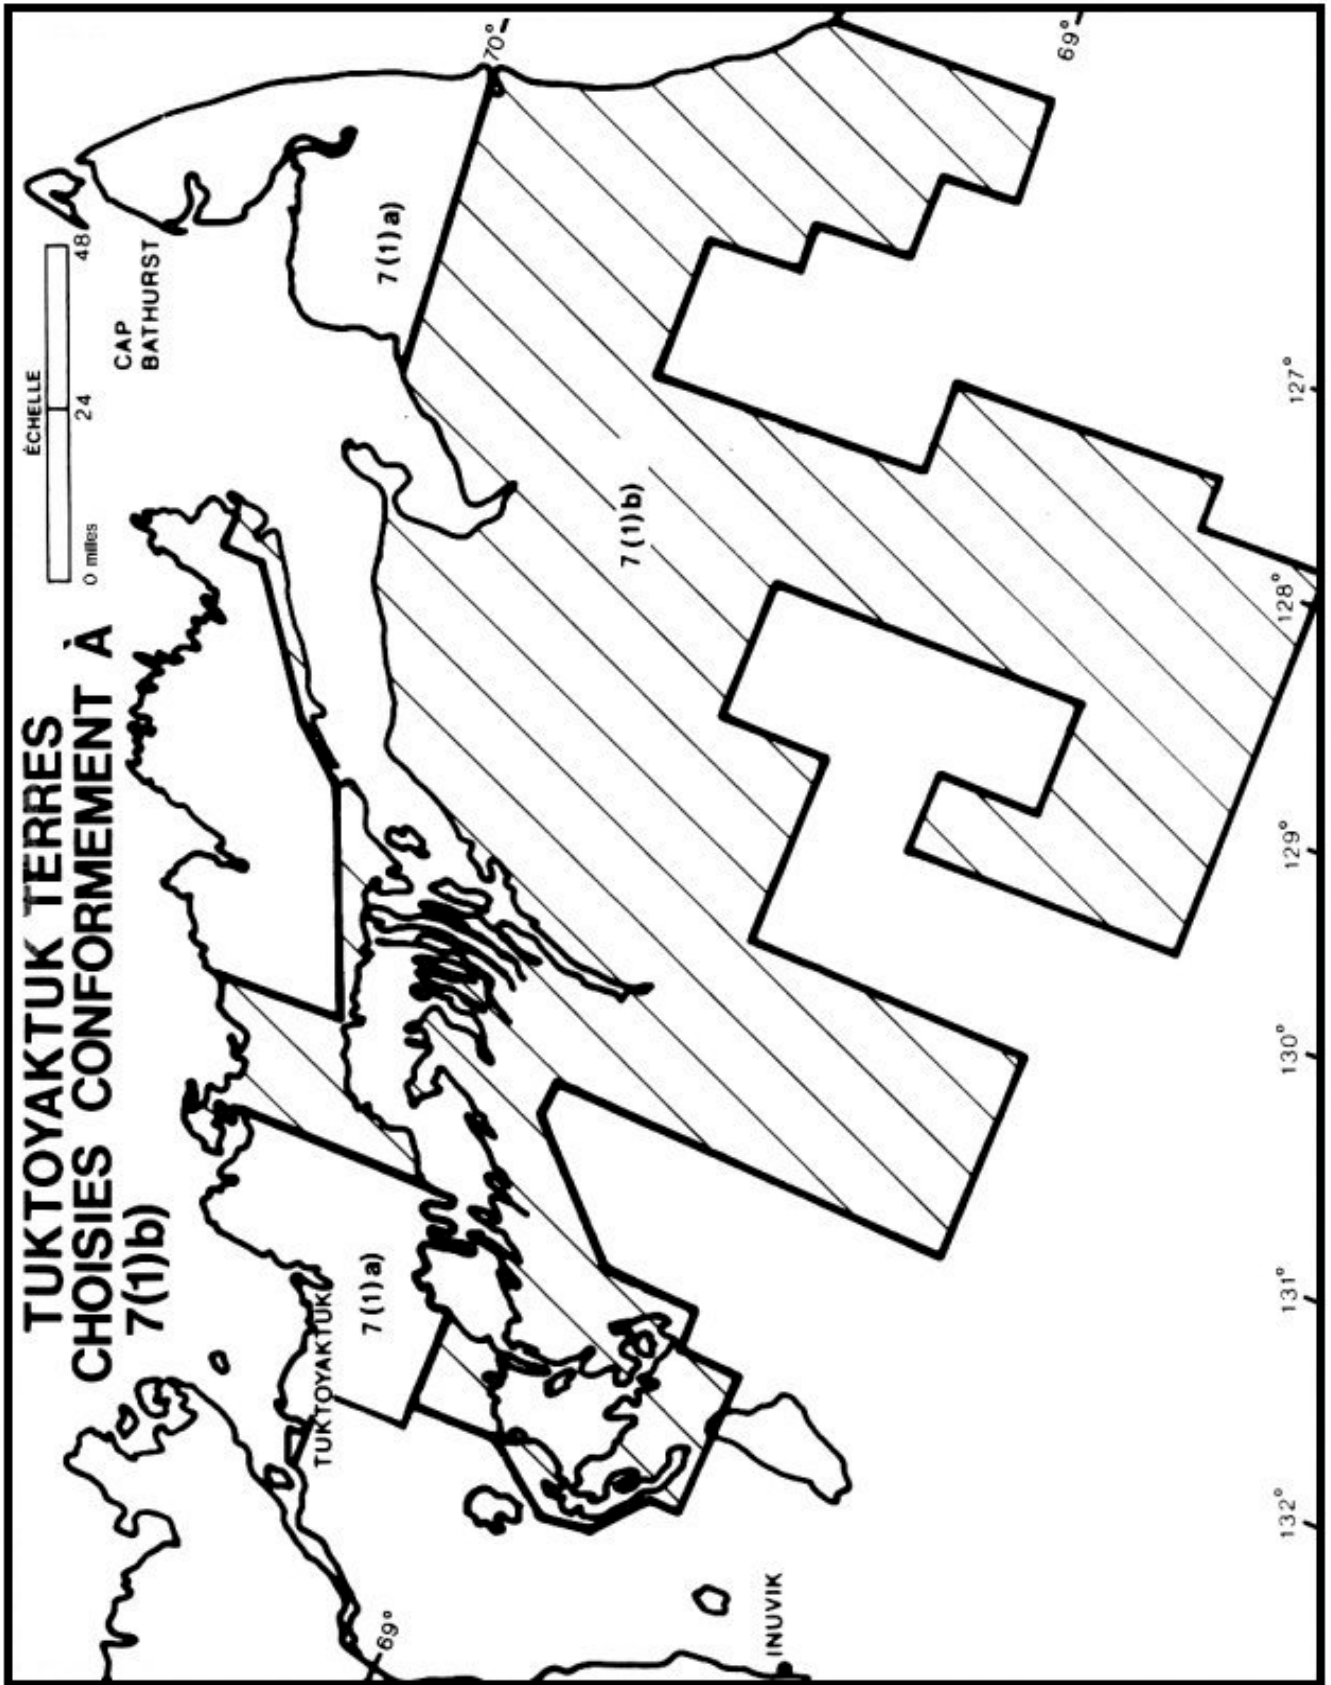 TUKTOYAKTUK TERRES
CHOISIES CONFORMEMENT À
7(1)b)
ÉCHELLE
0 milles 24 48
CAP
BATHURST
70°
69°
7(1)a)
7(1)b)
7(1)a)
TUKTOYAKTUK
69°
INUVIK
132°
131°
130°
129°
128°
127°